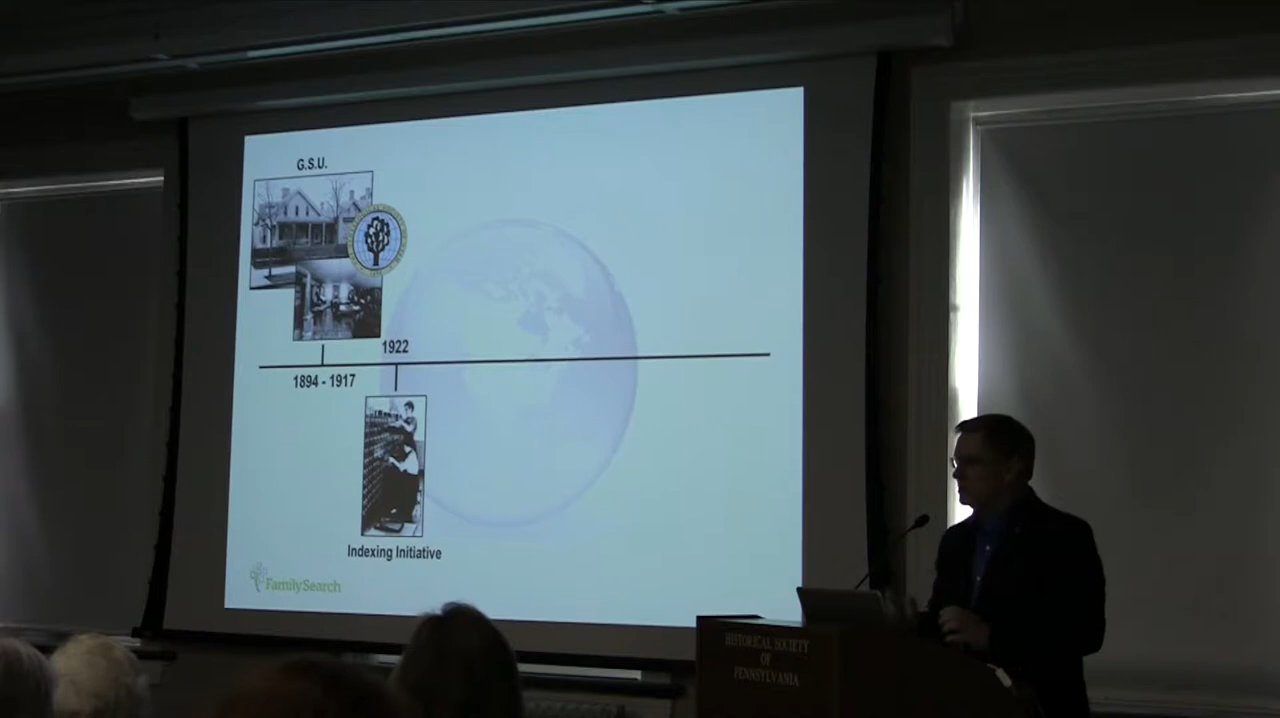 G.S.U.
1922
1894 - 1917
Indexing Initiative
FamilySearch
HISTORICAL SOCIETY
OF
PENNSYLVANIA